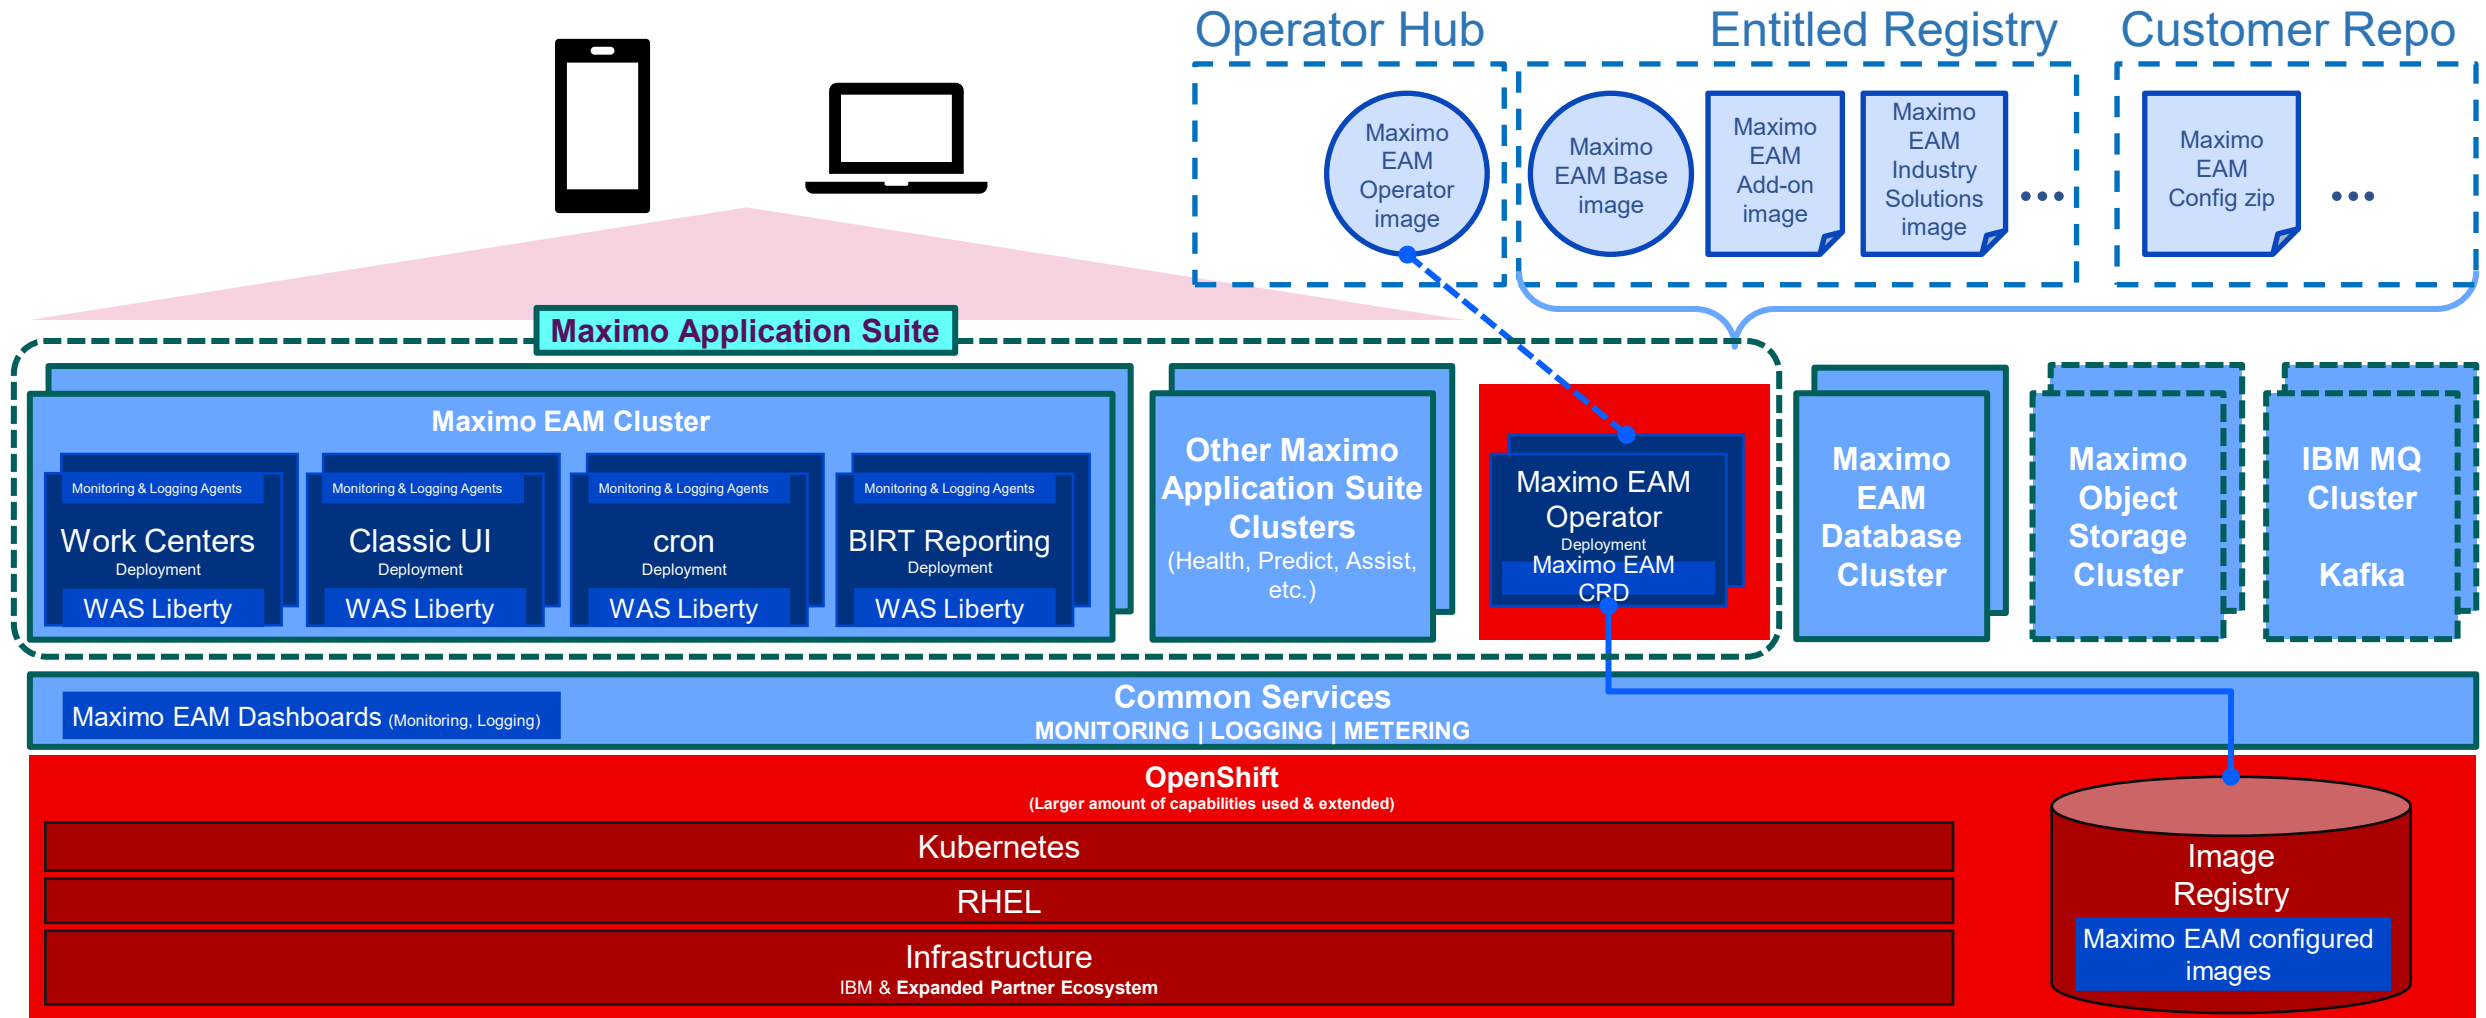 Operator Hub
Entitled Registry
Customer Repo
Maximo
EAM
Operator
image
Maximo
EAM Base
image
Maximo
EAM
Add-on
image
Maximo
EAM
Industry
Solutions
image
...
Maximo
EAM
Config zip
...
Maximo Application Suite
Maximo EAM Cluster
Monitoring & Logging Agents
Work Centers
Deployment
WAS Liberty
Monitoring & Logging Agents
Classic UI
Deployment
WAS Liberty
Monitoring & Logging Agents
cron
Deployment
WAS Liberty
Monitoring & Logging Agents
BIRT Reporting
Deployment
WAS Liberty
Other Maximo
Application Suite
Clusters
(Health, Predict, Assist,
etc.)
Maximo EAM
Operator
Deployment
Maximo EAM
CRD
Maximo
EAM
Database
Cluster
Maximo
Object
Storage
Cluster
IBM MQ
Cluster
Kafka
Maximo EAM Dashboards (Monitoring, Logging)
Common Services
MONITORING | LOGGING | METERING
OpenShift
(Larger amount of capabilities used & extended)
Kubernetes
RHEL
Infrastructure
IBM & Expanded Partner Ecosystem
Image
Registry
Maximo EAM configured
images